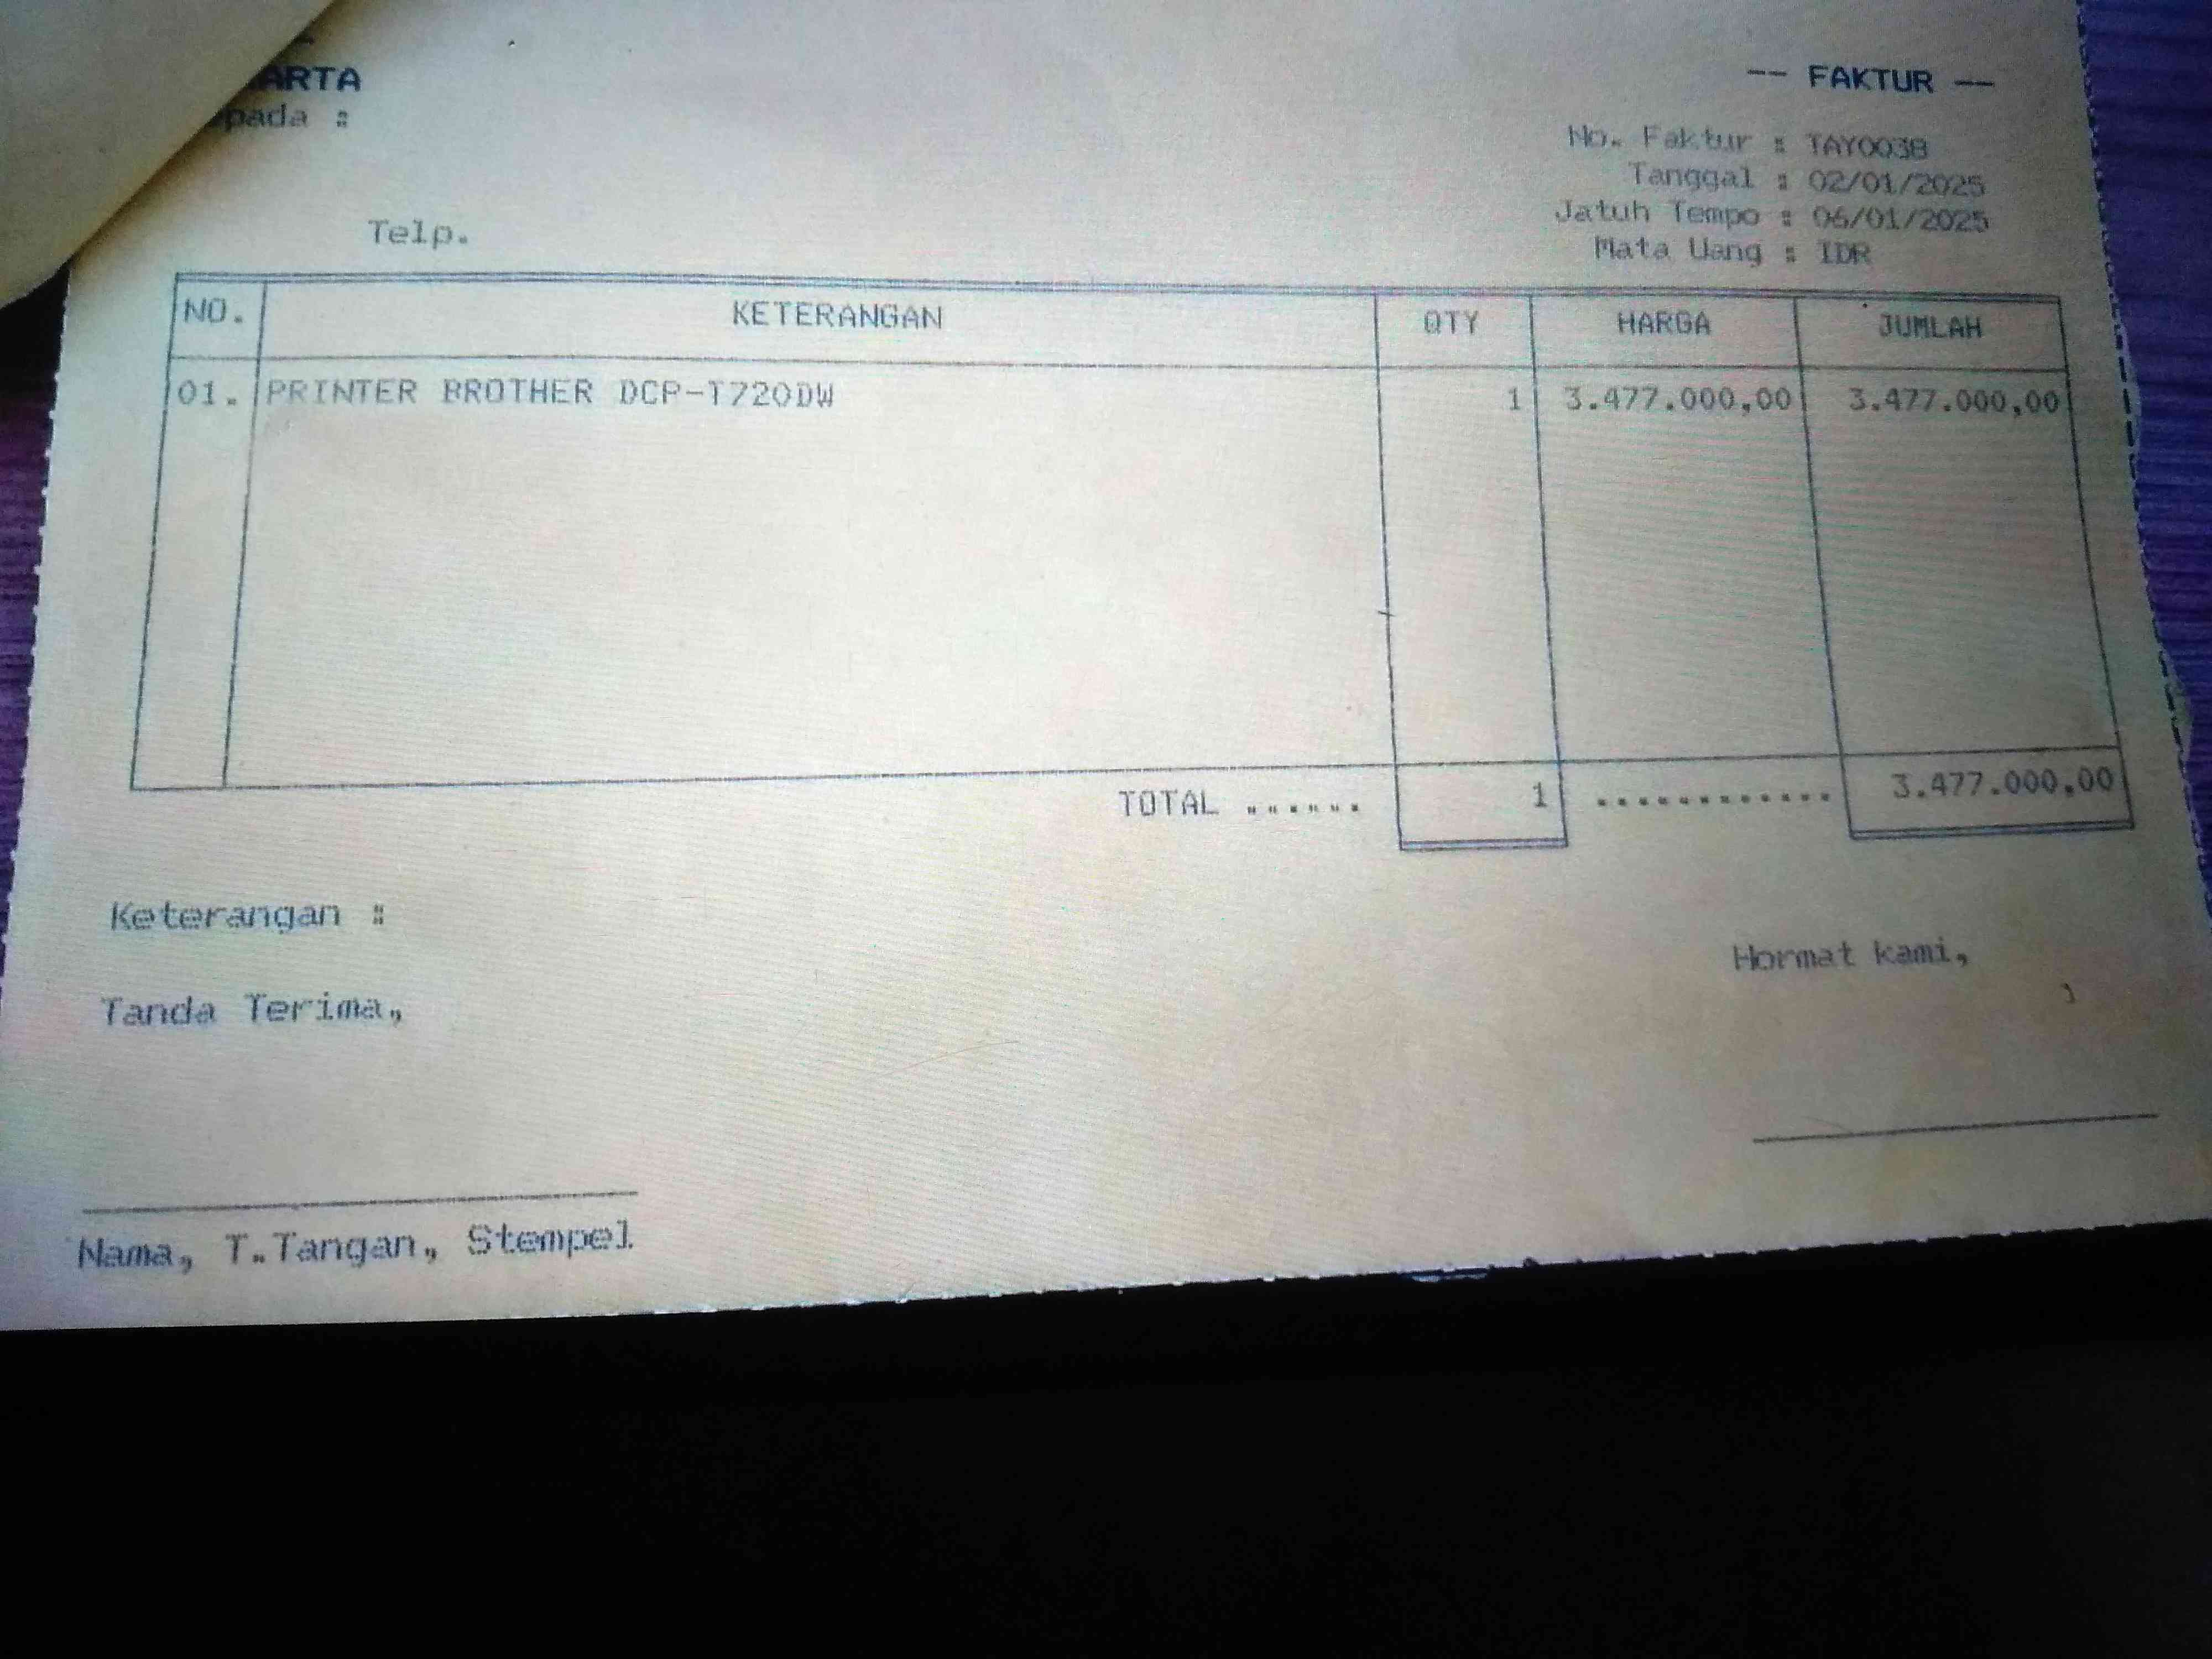 ARTA
-- FAKTUR --
pada :
No. Faktur : TAY0038
Tanggal : 02/01/2025
Telp.
Jatuh Tempo : 06/01/2025
Mata Uang : IDR
NO. KETERANGAN QTY HARGA JUMLAH
01. PRINTER BROTHER DCP-T720DW 1 3.477.000,00 3.477.000,00
TOTAL ...... 1 ............ 3.477.000,00
Keterangan :
Hormat kami,
Tanda Terima,
Nama, T.Tangan, Stempel